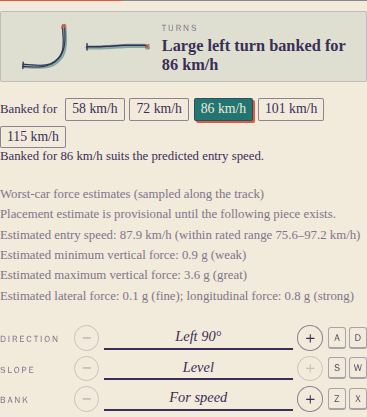 TURNS
Large left turn banked for
86 km/h
Banked for 58 km/h 72 km/h 86 km/h 101 km/h
115 km/h
Banked for 86 km/h suits the predicted entry speed.
Worst-car force estimates (sampled along the track)
Placement estimate is provisional until the following piece exists.
Estimated entry speed: 87.9 km/h (within rated range 75.6–97.2 km/h)
Estimated minimum vertical force: 0.9 g (weak)
Estimated maximum vertical force: 3.6 g (great)
Estimated lateral force: 0.1 g (fine); longitudinal force: 0.8 g (strong)
DIRECTION − Left 90° + A D
SLOPE − Level + S W
BANK − For speed + Z X